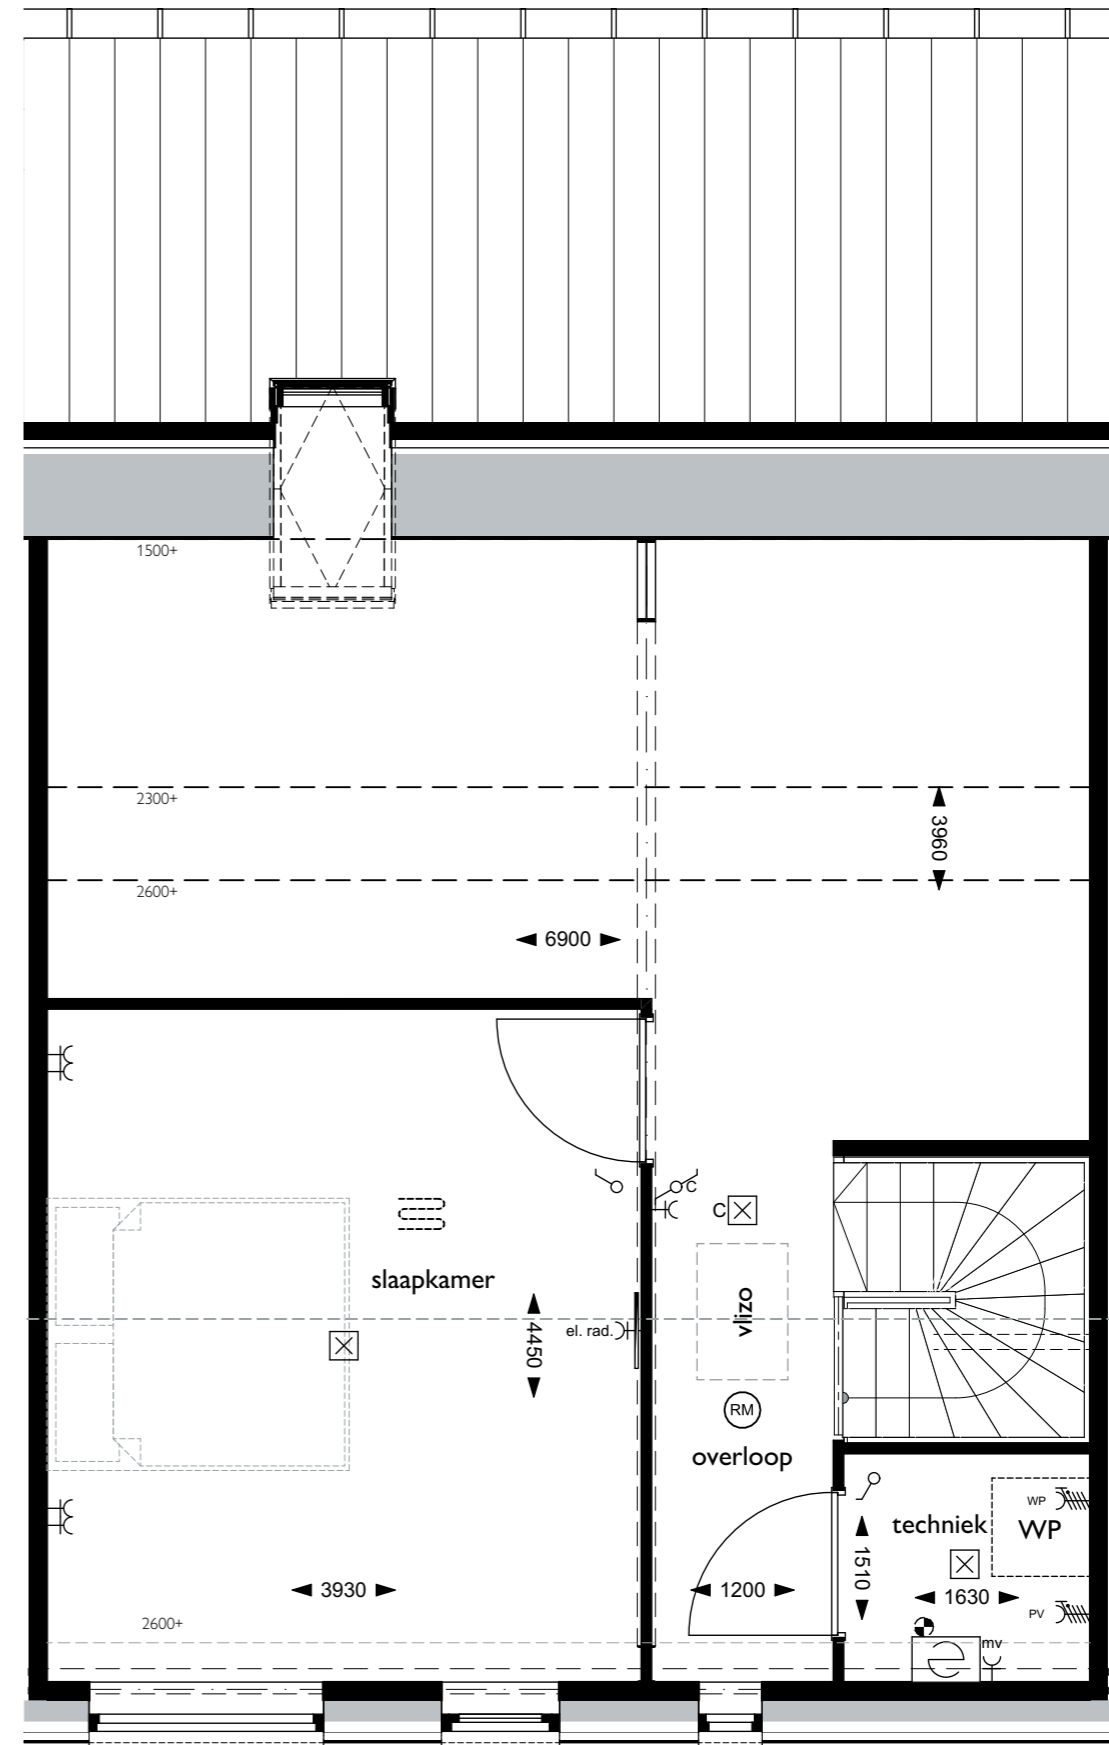 1500+
2300+
3960
2600+
6900
C
C
slaapkamer
vlizo
el. rad.
4450
RM
overloop
WP
techniek
WP
1510
3930
1200
1630
PV
2600+
mv
e